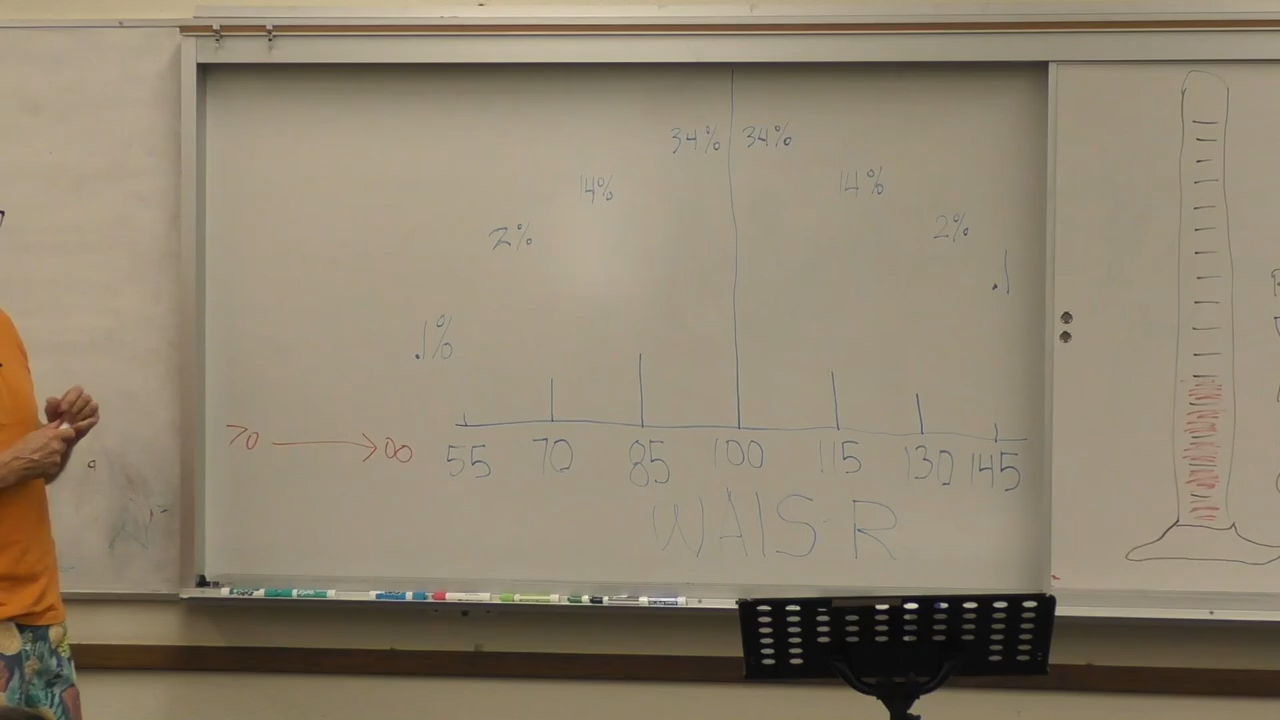 34% 34%
14% 14%
2% 2%
.1
.1%
70 → 00 55 70 85 100 115 130 145
WAIS-R